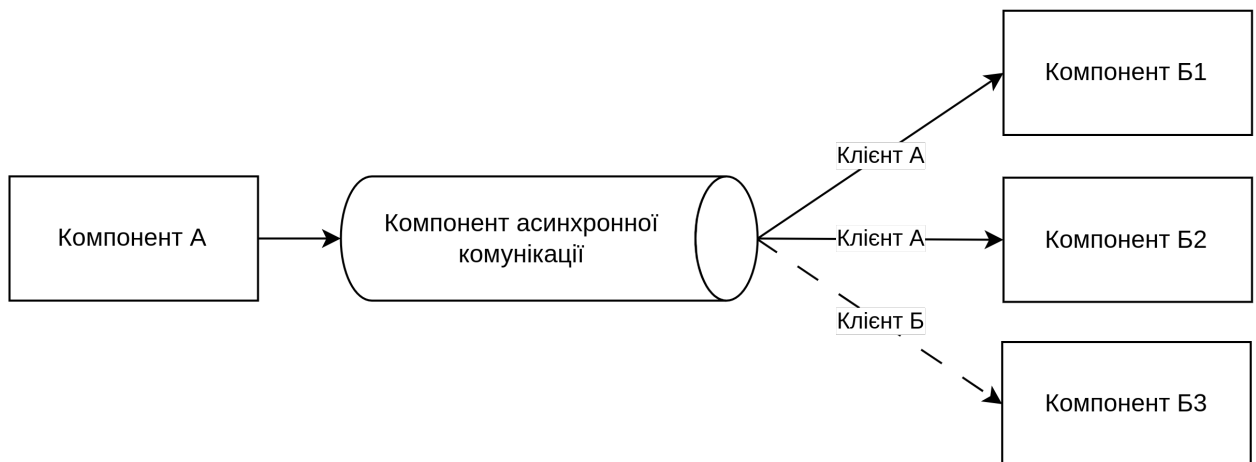 Компонент А
Компонент асинхронної
комунікації
Клієнт А
Клієнт А
Клієнт Б
Компонент Б1
Компонент Б2
Компонент Б3